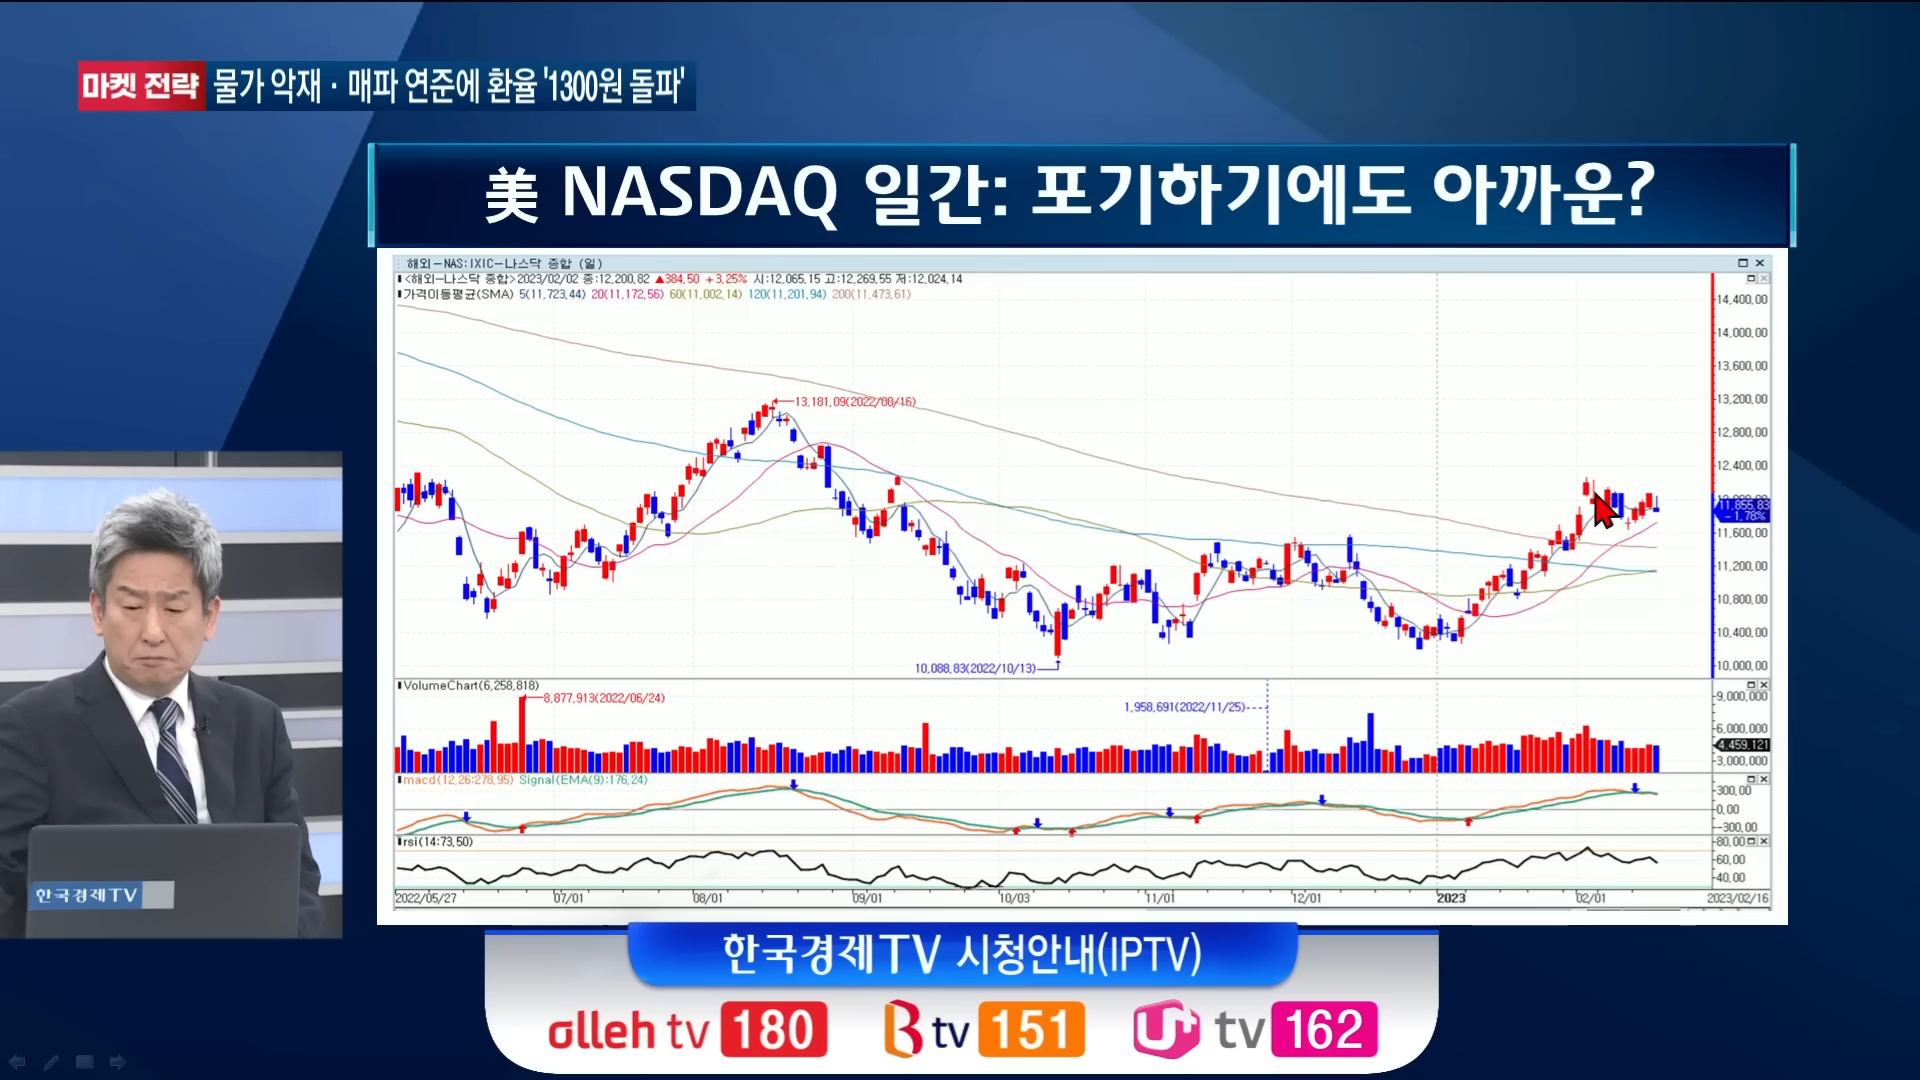 마켓 전략 물가 악재 · 매파 연준에 환율 '1300원 돌파'
美 NASDAQ 일간: 포기하기에도 아까운?
해외-NAS:IXIC-나스닥 종합 (일)
<해외-나스닥 종합>2023/02/02 종:12,200.82 ▲384.50 +3.25% 시:12,065.15 고:12,269.55 저:12,024.14
가격이동평균(SMA) 5(11,723.44) 20(11,172.56) 60(11,002.14) 120(11,201.94) 200(11,473.61)
14,400.00
14,000.00
13,600.00
13,200.00
13,181.09(2022/08/16)
12,800.00
12,400.00
11,855.83
-1.78%
11,600.00
11,200.00
10,800.00
10,400.00
10,000.00
10,088.83(2022/10/13)
VolumeChart(6,258,818)
8,877,913(2022/06/24)
1,958,691(2022/11/25)
9,000,000
6,000,000
4,459,121
3,000,000
macd(12,26:278.95) Signal(EMA(9):176.24)
300.00
0.00
-300.00
rsi(14:73.50)
80.00
60.00
40.00
2022/05/27 07/01 08/01 09/01 10/03 11/01 12/01 2023 02/01 2023/02/16
한국경제TV
한국경제TV 시청안내(IPTV)
olleh tv 180 B tv 151 U+ tv 162